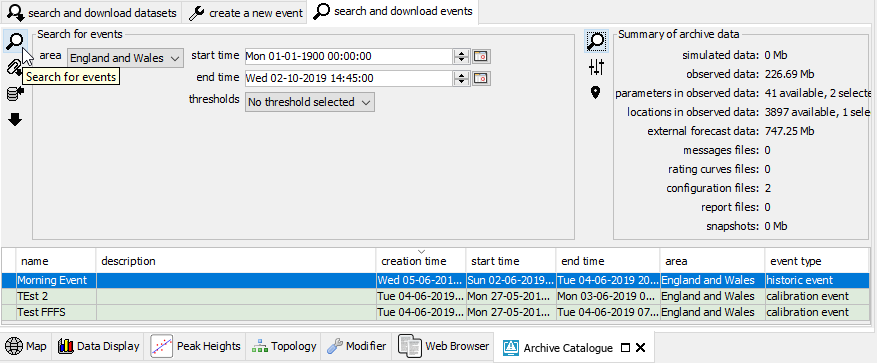 search and download datasets
create a new event
search and download events
Search for events
area England and Wales
start time Mon 01-01-1900 00:00:00
end time Wed 02-10-2019 14:45:00
thresholds No threshold selected
Search for events
Summary of archive data
simulated data: 0 Mb
observed data: 226.69 Mb
parameters in observed data: 41 available, 2 selecte
locations in observed data: 3897 available, 1 sele
external forecast data: 747.25 Mb
messages files: 0
rating curves files: 0
configuration files: 2
report files: 0
snapshots: 0 Mb
name description creation time start time end time area event type
Morning Event Wed 05-06-201... Sun 02-06-2019... Tue 04-06-2019 20... England and Wales historic event
TEst 2 Tue 04-06-2019... Mon 27-05-201... Mon 03-06-2019 0... England and Wales calibration event
Test FFFS Tue 04-06-2019... Mon 27-05-201... Tue 04-06-2019 07... England and Wales calibration event
Map Data Display Peak Heights Topology Modifier Web Browser Archive Catalogue